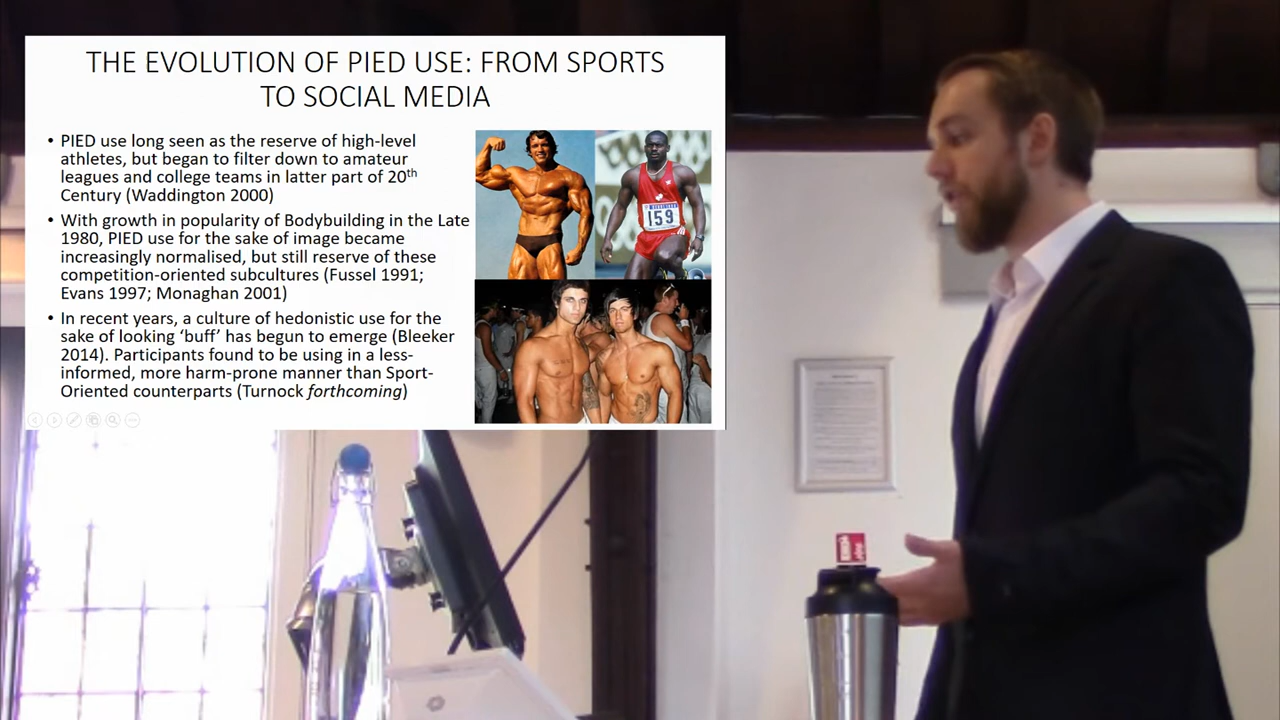 THE EVOLUTION OF PIED USE: FROM SPORTS
TO SOCIAL MEDIA
• PIED use long seen as the reserve of high-level
athletes, but began to filter down to amateur
leagues and college teams in latter part of 20th
Century (Waddington 2000)
• With growth in popularity of Bodybuilding in the Late
1980, PIED use for the sake of image became
increasingly normalised, but still reserve of these
competition-oriented subcultures (Fussel 1991;
Evans 1997; Monaghan 2001)
• In recent years, a culture of hedonistic use for the
sake of looking ‘buff’ has begun to emerge (Bleeker
2014). Participants found to be using in a less-
informed, more harm-prone manner than Sport-
Oriented counterparts (Turnock forthcoming)
159